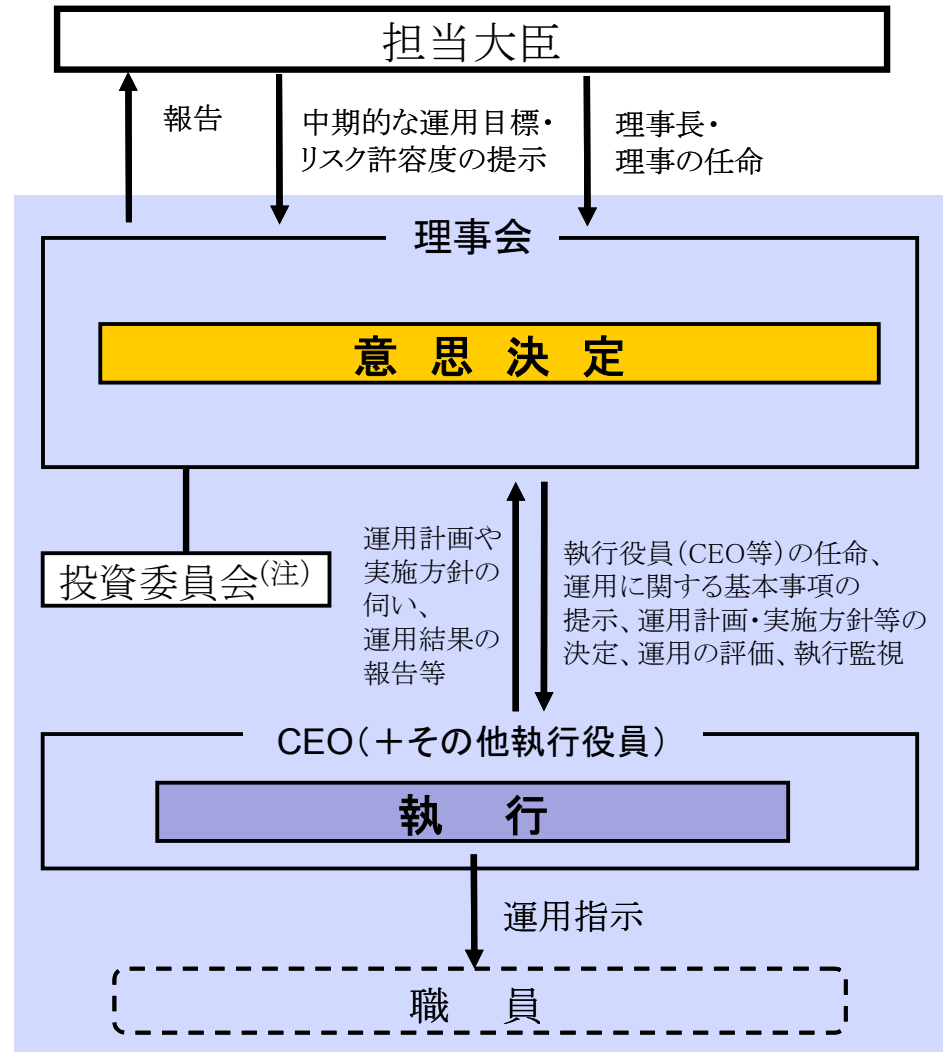 担当大臣
報告
中期的な運用目標・
リスク許容度の提示
理事長・
理事の任命
理事会
意 思 決 定
投資委員会(注)
運用計画や
実施方針の
伺い、
運用結果の
報告等
執行役員(CEO等)の任命、
運用に関する基本事項の
提示、運用計画・実施方針等の
決定、運用の評価、執行監視
CEO(+その他執行役員)
執 行
運用指示
職 員